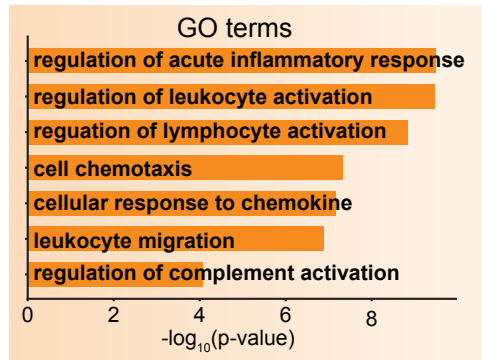 GO terms
regulation of acute inflammatory response
regulation of leukocyte activation
reguation of lymphocyte activation
cell chemotaxis
cellular response to chemokine
leukocyte migration
regulation of complement activation
0 2 4 6 8
-log₁₀(p-value)